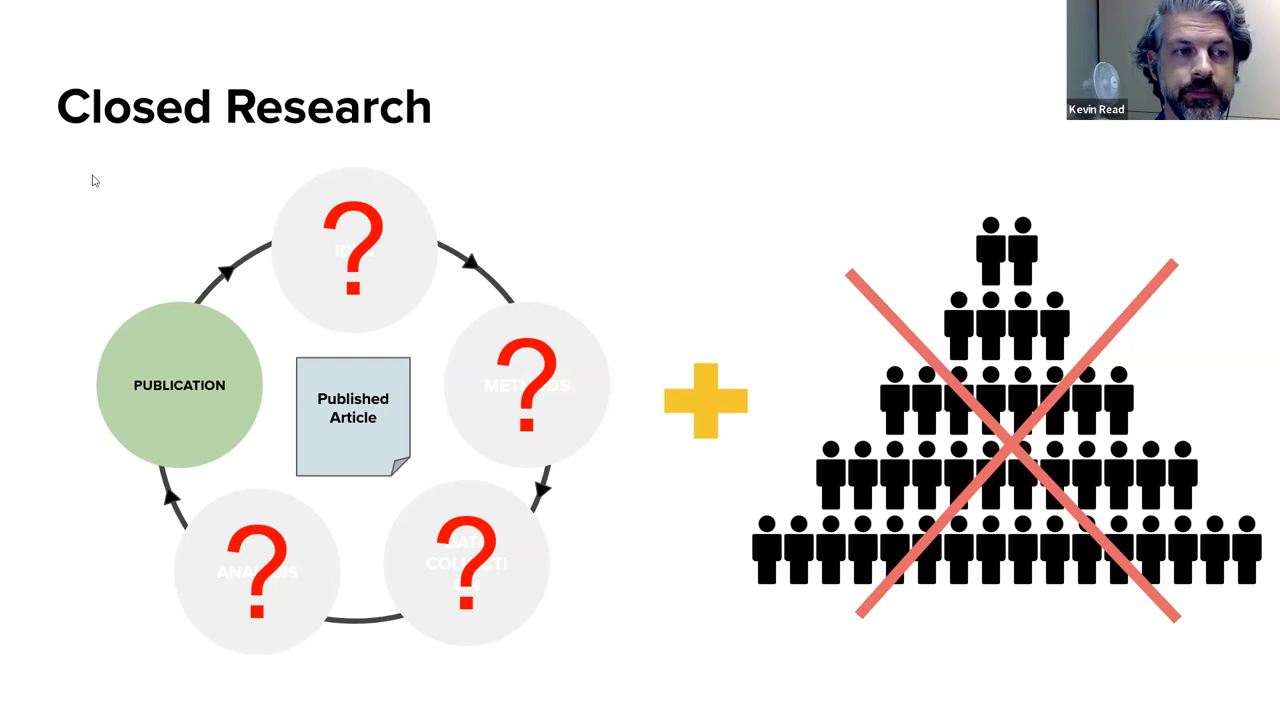 Kevin Read
Closed Research
?
?
PUBLICATION
Published
Article
?
?